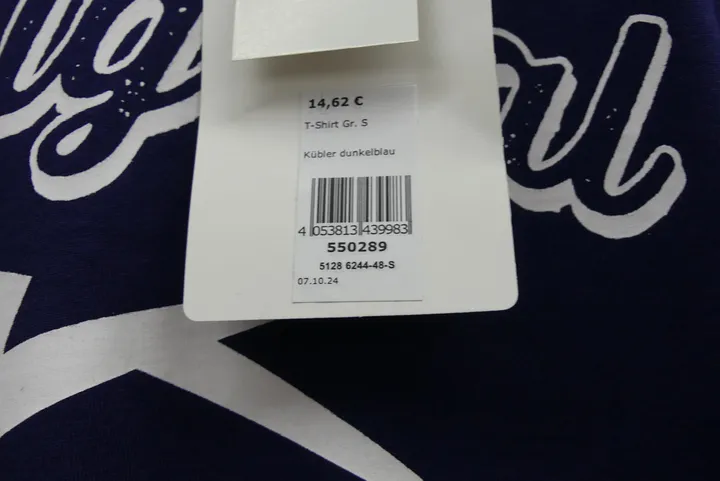 14,62 €
T-Shirt Gr. S
Kübler dunkelblau
4 053813 439983
550289
5128 6244-48-S
07.10.24